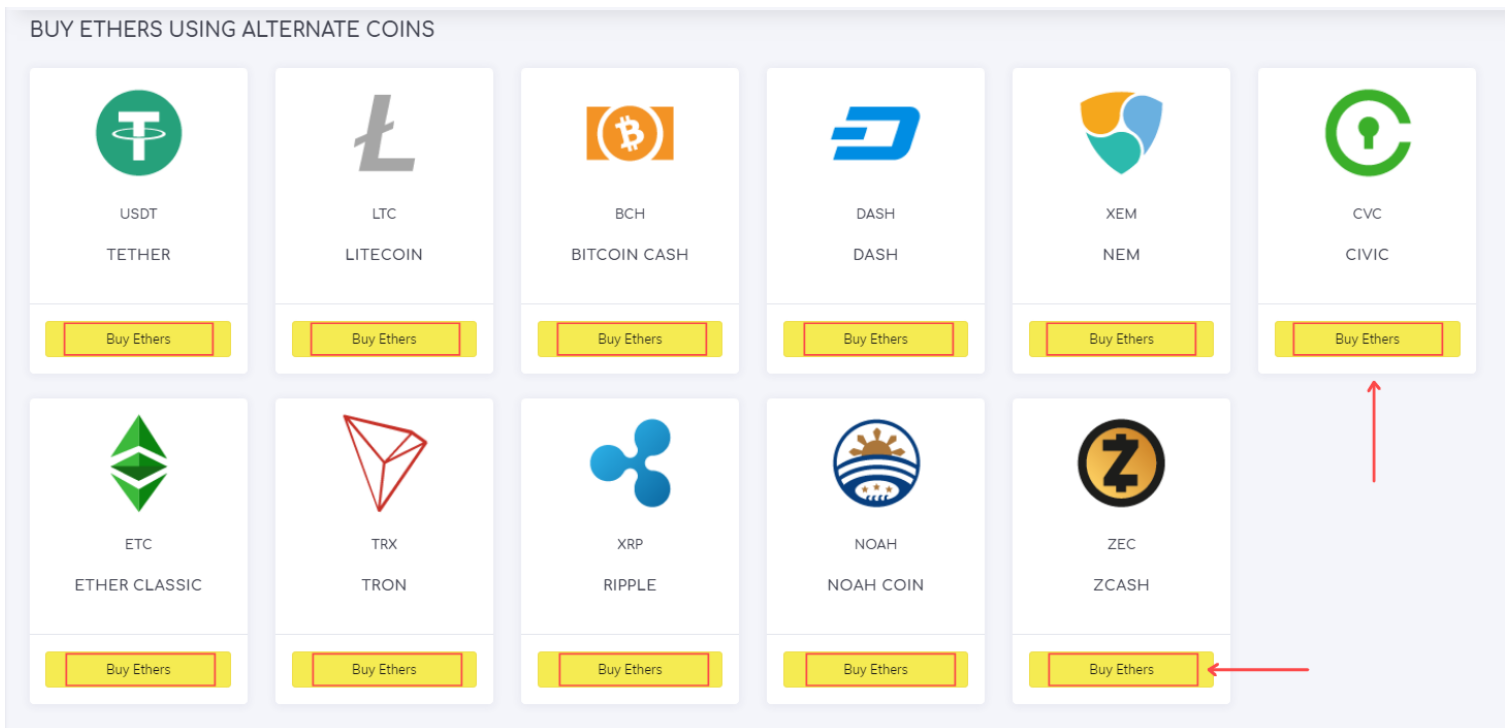 BUY ETHERS USING ALTERNATE COINS
USDT
TETHER
Buy Ethers
LTC
LITECOIN
Buy Ethers
BCH
BITCOIN CASH
Buy Ethers
DASH
DASH
Buy Ethers
XEM
NEM
Buy Ethers
CVC
CIVIC
Buy Ethers
ETC
ETHER CLASSIC
Buy Ethers
TRX
TRON
Buy Ethers
XRP
RIPPLE
Buy Ethers
NOAH
NOAH COIN
Buy Ethers
ZEC
ZCASH
Buy Ethers